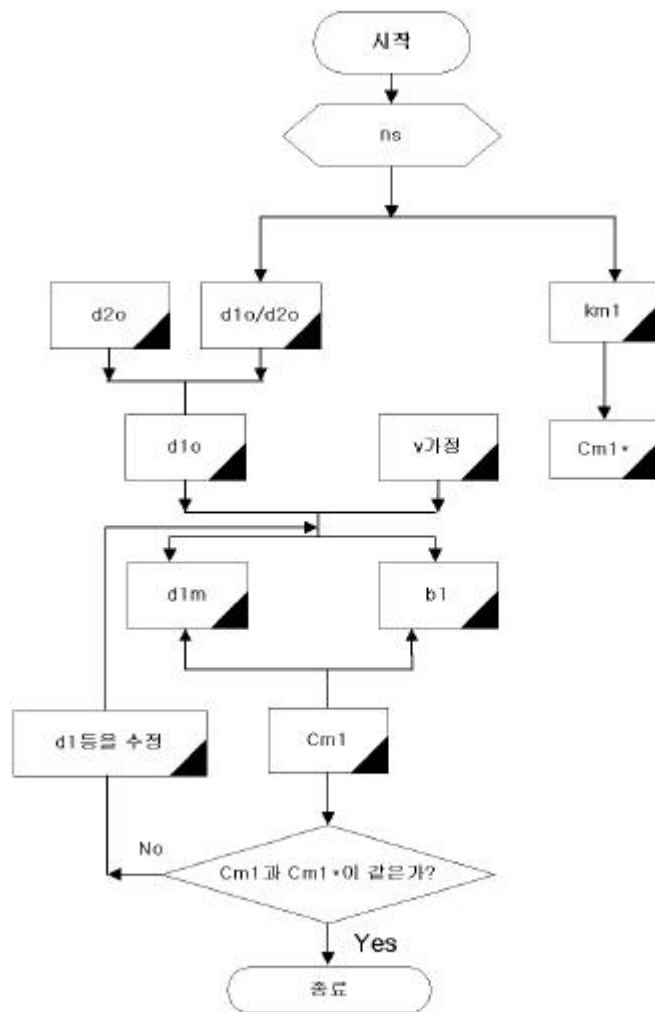 시작
ns
d2o
d1o/d2o
km1
d1o
v가정
Cm1*
d1m
b1
d1등을 수정
Cm1
No
Cm1과 Cm1*이 같은가?
Yes
종료